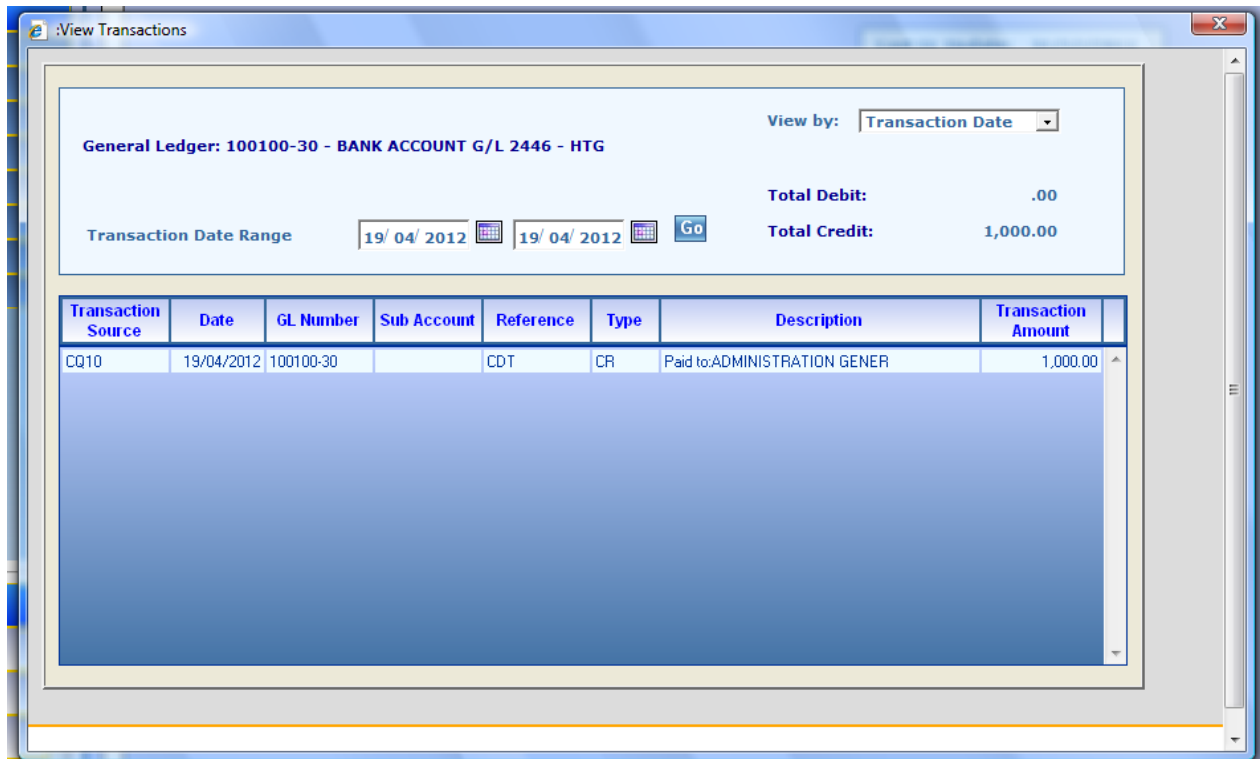 :View Transactions
X
View by: Transaction Date
General Ledger: 100100-30 - BANK ACCOUNT G/L 2446 - HTG
Total Debit: .00
Transaction Date Range 19/ 04/ 2012 19/ 04/ 2012 Go
Total Credit: 1,000.00
Transaction Source Date GL Number Sub Account Reference Type Description Transaction Amount
CQ10 19/04/2012 100100-30 CDT CR Paid to:ADMINISTRATION GENER 1,000.00